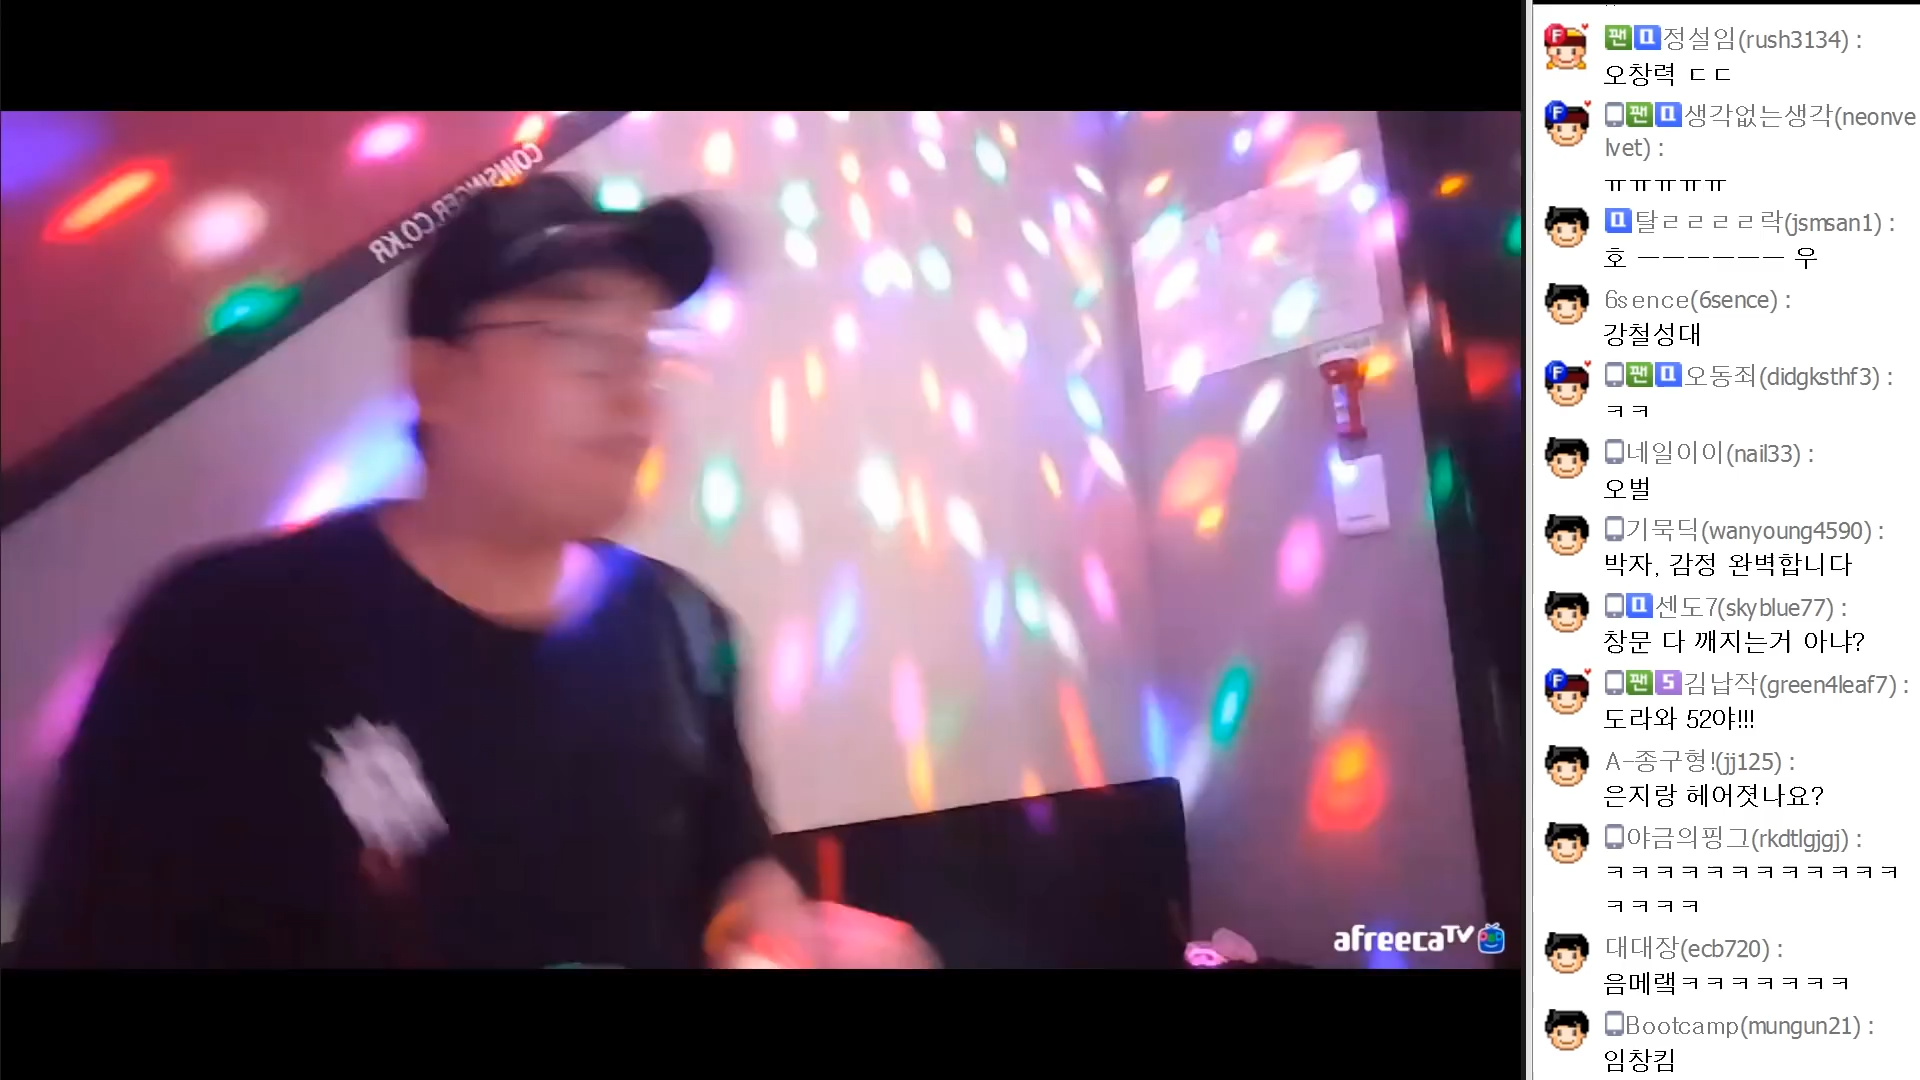 COINSINGER.CO.KR
afreecaTV
팬 정설임(rush3134) :
오창력 ㄷㄷ
팬 생각없는생각(neonve
lvet) :
ㅠㅠㅠㅠㅠ
탈ㄹㄹㄹㄹ락(jsmsan1) :
호 ㅡㅡㅡㅡㅡㅡ 우
6sence(6sence) :
강철성대
팬 오동죄(didgksthf3) :
ㅋㅋ
네일이이(nail33) :
오벌
기묵딕(wanyoung4590) :
박자, 감정 완벽합니다
센도7(skyblue77) :
창문 다 깨지는거 아냐?
팬 S 김납작(green4leaf7) :
도라와 52야!!!
A-종구형!(jj125) :
은지랑 헤어졋나요?
야금의핑그(rkdtlgjgj) :
ㅋㅋㅋㅋㅋㅋㅋㅋㅋㅋㅋㅋ
ㅋㅋㅋㅋ
대대장(ecb720) :
음메랰ㅋㅋㅋㅋㅋㅋㅋ
Bootcamp(mungun21) :
임창킴